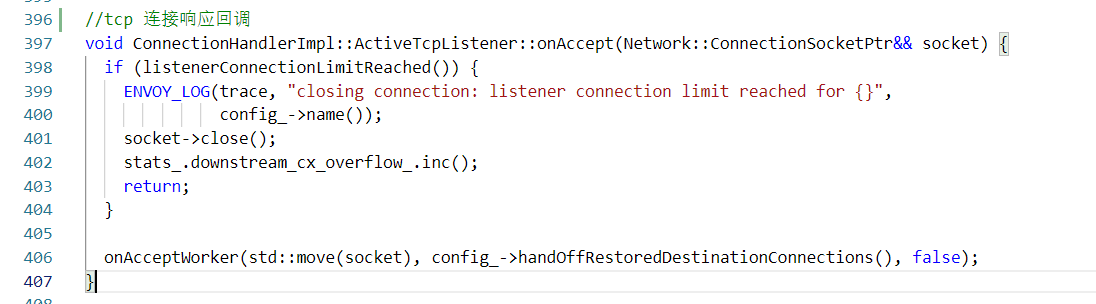 396 //tcp 连接响应回调
397 void ConnectionHandlerImpl::ActiveTcpListener::onAccept(Network::ConnectionSocketPtr&& socket) {
398   if (listenerConnectionLimitReached()) {
399     ENVOY_LOG(trace, "closing connection: listener connection limit reached for {}",
400               config_->name());
401     socket->close();
402     stats_.downstream_cx_overflow_.inc();
403     return;
404   }
405
406   onAcceptWorker(std::move(socket), config_->handOffRestoredDestinationConnections(), false);
407 }